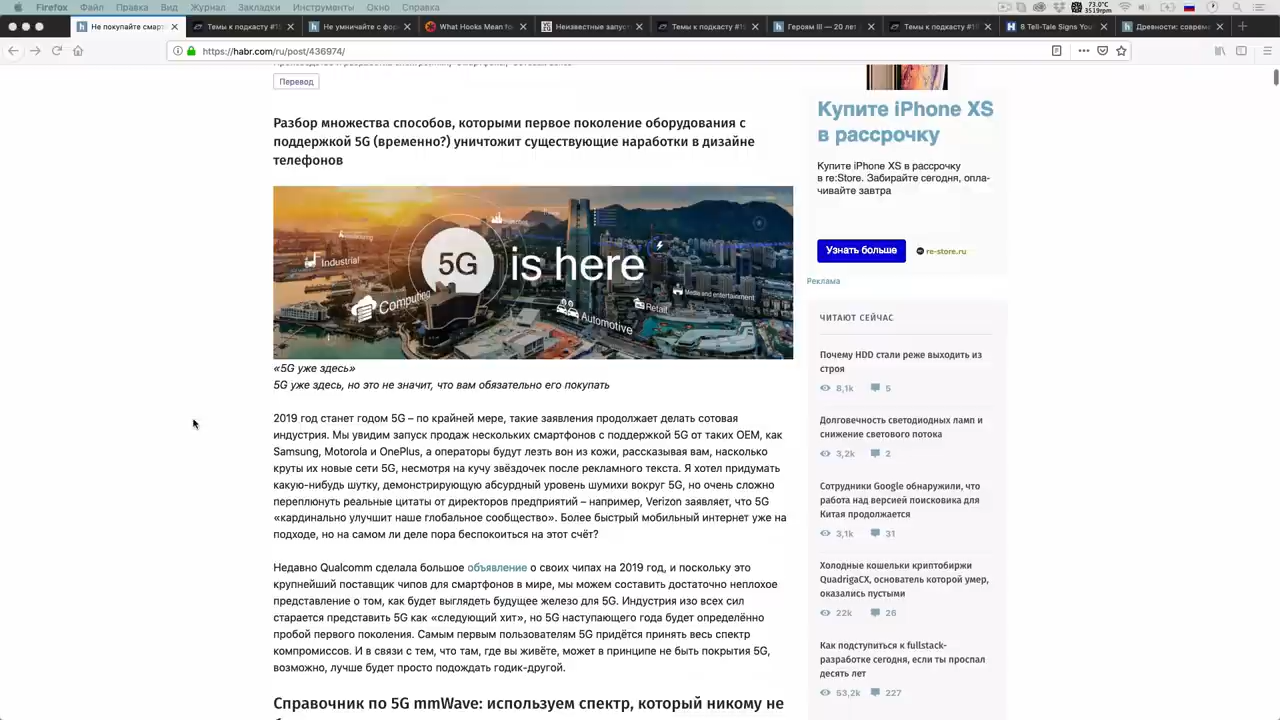 Firefox Файл Правка Вид Журнал Закладки Инструменты Окно Справка
73.0°C
3519rpm
Не покупайте смар
Темы к подкасту #1
Не умничайте с фор
What Hooks Mean fo
Неизвестные запус
Темы к подкасту #1
Героям III — 20 лет
Темы к подкасту #1
8 Tell-Tale Signs You
Древности: соврем
https://habr.com/ru/post/436974/
Перевод
Разбор множества способов, которыми первое поколение оборудования с
поддержкой 5G (временно?) уничтожит существующие наработки в дизайне
телефонов
Industrial
5G is here
Computing
Automotive
Retail
Media and entertainment
«5G уже здесь»
5G уже здесь, но это не значит, что вам обязательно его покупать
2019 год станет годом 5G – по крайней мере, такие заявления продолжает делать сотовая
индустрия. Мы увидим запуск продаж нескольких смартфонов с поддержкой 5G от таких OEM, как
Samsung, Motorola и OnePlus, а операторы будут лезть вон из кожи, рассказывая вам, насколько
круты их новые сети 5G, несмотря на кучу звёздочек после рекламного текста. Я хотел придумать
какую-нибудь шутку, демонстрирующую абсурдный уровень шумихи вокруг 5G, но очень сложно
переплюнуть реальные цитаты от директоров предприятий – например, Verizon заявляет, что 5G
«кардинально улучшит наше глобальное сообщество». Более быстрый мобильный интернет уже на
подходе, но на самом ли деле пора беспокоиться на этот счёт?
Недавно Qualcomm сделала большое объявление о своих чипах на 2019 год, и поскольку это
крупнейший поставщик чипов для смартфонов в мире, мы можем составить достаточно неплохое
представление о том, как будет выглядеть будущее железо для 5G. Индустрия изо всех сил
старается представить 5G как «следующий хит», но 5G наступающего года будет определённо
пробой первого поколения. Самым первым пользователям 5G придётся принять весь спектр
компромиссов. И в связи с тем, что там, где вы живёте, может в принципе не быть покрытия 5G,
возможно, лучше будет просто подождать годик-другой.
Справочник по 5G mmWave: используем спектр, который никому не
Купите iPhone XS
в рассрочку
Купите iPhone XS в рассрочку
в re:Store. Забирайте сегодня, опла-
чивайте завтра
Узнать больше
re-store.ru
Реклама
ЧИТАЮТ СЕЙЧАС
Почему HDD стали реже выходить из
строя
8,1k 5
Долговечность светодиодных ламп и
снижение светового потока
3,2k 2
Сотрудники Google обнаружили, что
работа над версией поисковика для
Китая продолжается
3,1k 31
Холодные кошельки криптобиржи
QuadrigaCX, основатель которой умер,
оказались пустыми
22k 26
Как подступиться к fullstack-
разработке сегодня, если ты проспал
десять лет
53,2k 227